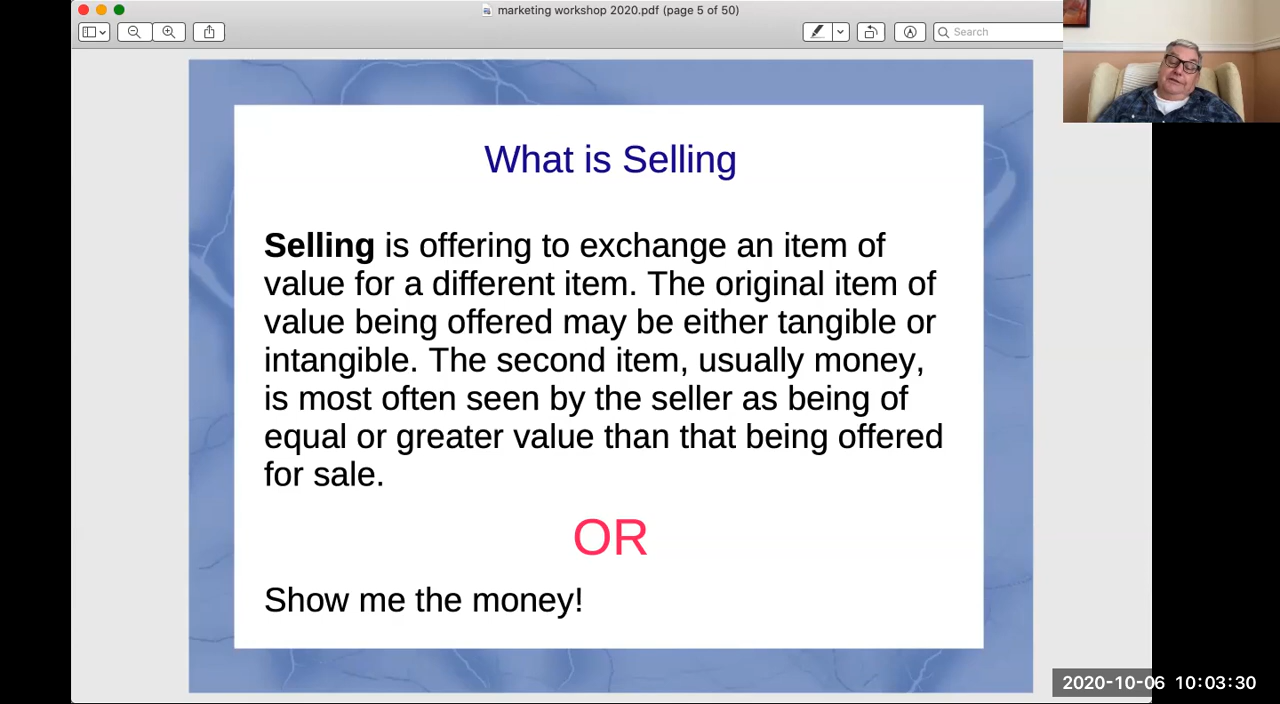 marketing workshop 2020.pdf (page 5 of 50)
Search
What is Selling
Selling is offering to exchange an item of
value for a different item. The original item of
value being offered may be either tangible or
intangible. The second item, usually money,
is most often seen by the seller as being of
equal or greater value than that being offered
for sale.
OR
Show me the money!
2020-10-06 10:03:30